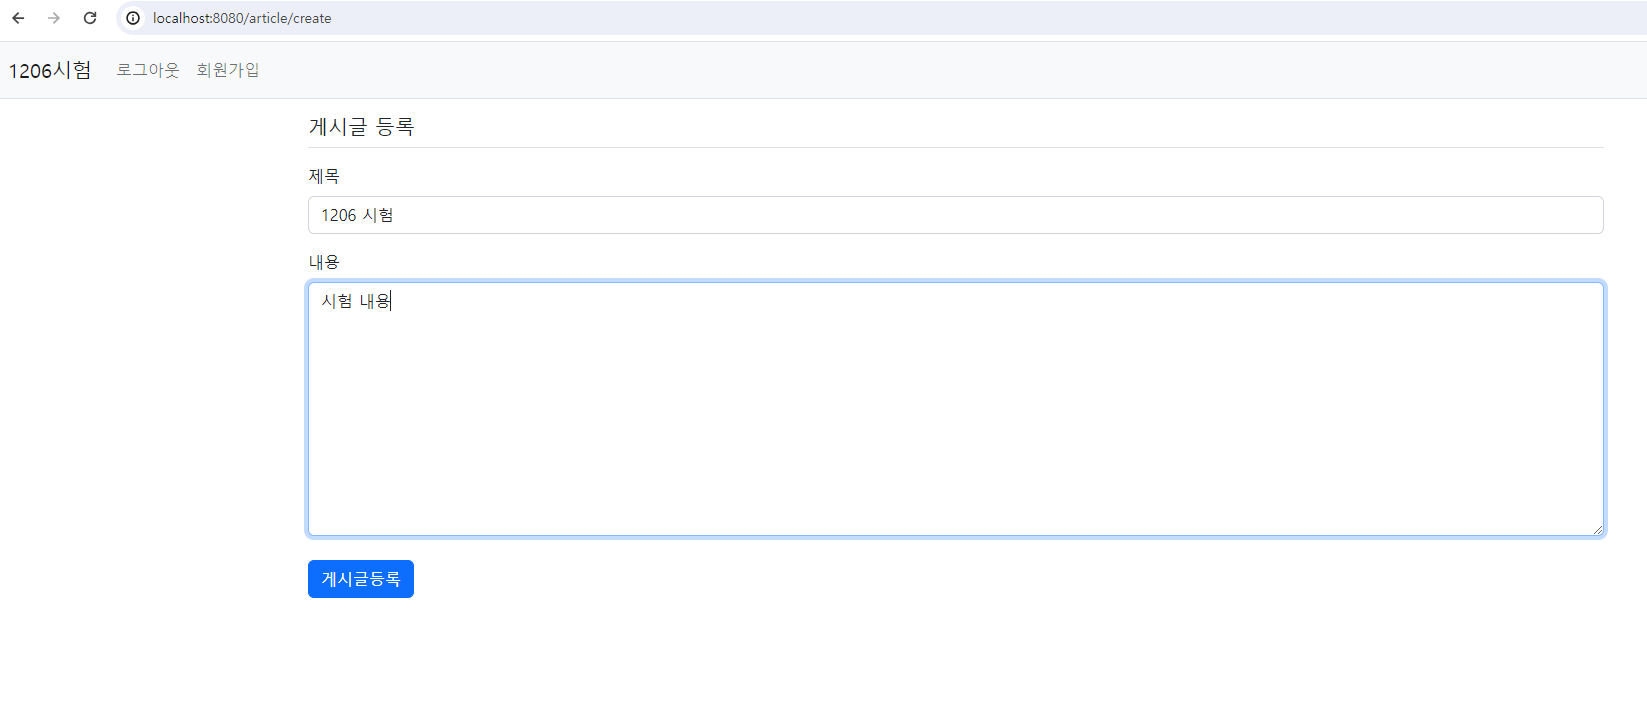 localhost:8080/article/create
1206시험 로그아웃 회원가입
게시글 등록
제목
1206 시험
내용
시험 내용
게시글등록